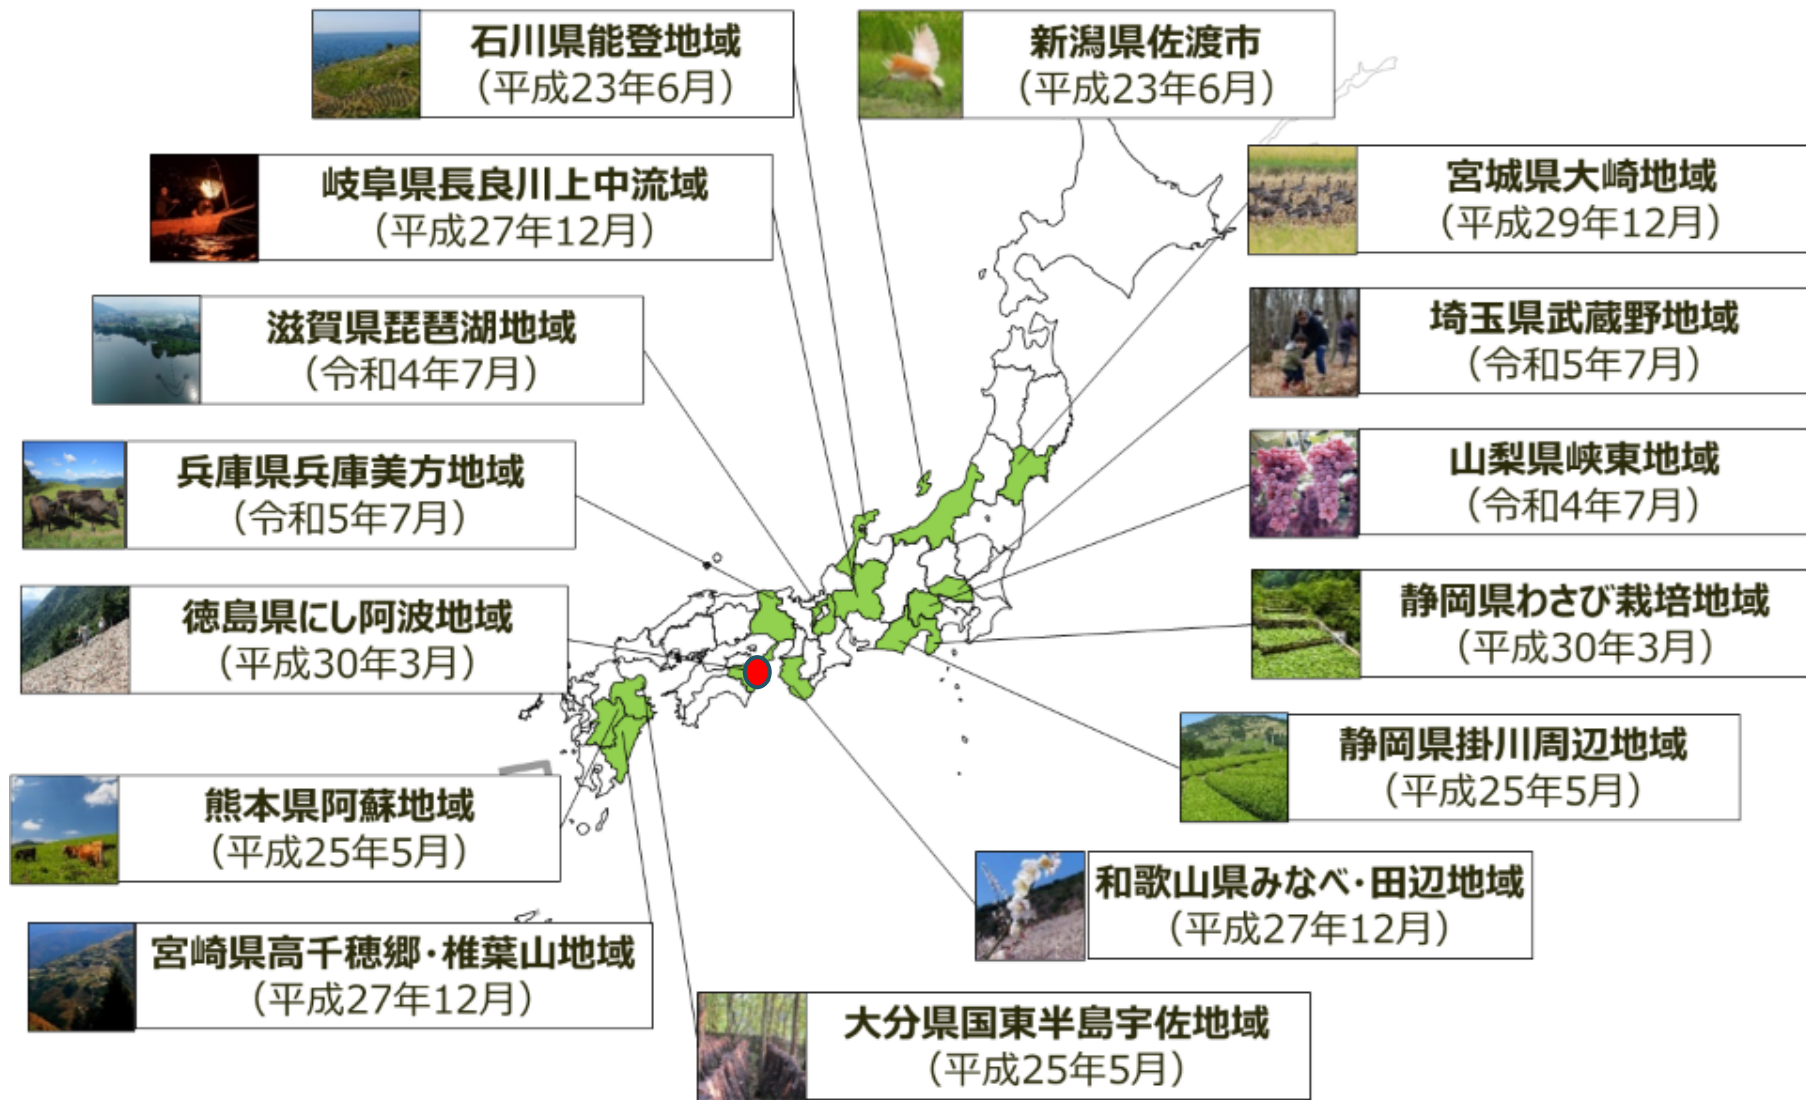 石川県能登地域
（平成23年6月）
新潟県佐渡市
（平成23年6月）
岐阜県長良川上中流域
（平成27年12月）
宮城県大崎地域
（平成29年12月）
滋賀県琵琶湖地域
（令和4年7月）
埼玉県武蔵野地域
（令和5年7月）
兵庫県兵庫美方地域
（令和5年7月）
山梨県峡東地域
（令和4年7月）
徳島県にし阿波地域
（平成30年3月）
静岡県わさび栽培地域
（平成30年3月）
静岡県掛川周辺地域
（平成25年5月）
熊本県阿蘇地域
（平成25年5月）
和歌山県みなべ・田辺地域
（平成27年12月）
宮崎県高千穂郷・椎葉山地域
（平成27年12月）
大分県国東半島宇佐地域
（平成25年5月）